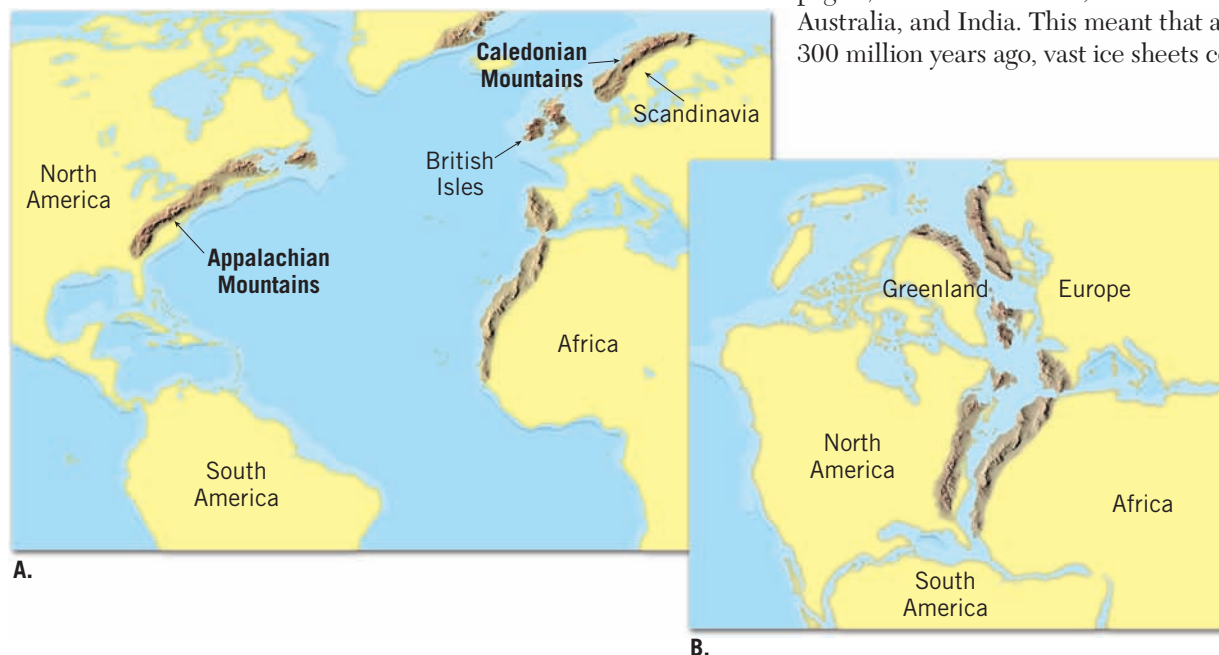 Australia, and India. This meant that a
300 million years ago, vast ice sheets co
Caledonian
Mountains
Scandinavia
British
Isles
North
America
Appalachian
Mountains
Africa
South
America
A.
Greenland
Europe
North
America
Africa
South
America
B.